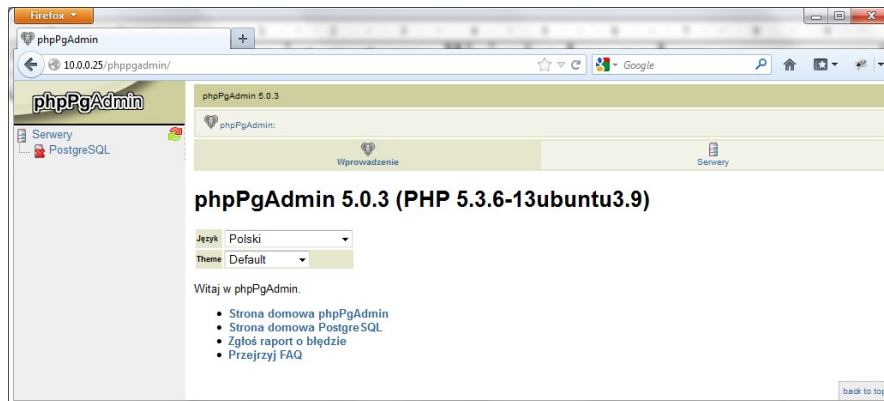 Firefox
phpPgAdmin
10.0.0.25/phppgadmin/
Google
phpPgAdmin
Serwery
PostgreSQL
phpPgAdmin 5.0.3
phpPgAdmin:
Wprowadzenie
Serwery
phpPgAdmin 5.0.3 (PHP 5.3.6-13ubuntu3.9)
Język Polski
Theme Default
Witaj w phpPgAdmin.
Strona domowa phpPgAdmin
Strona domowa PostgreSQL
Zgłoś raport o błędzie
Przejrzyj FAQ
back to top